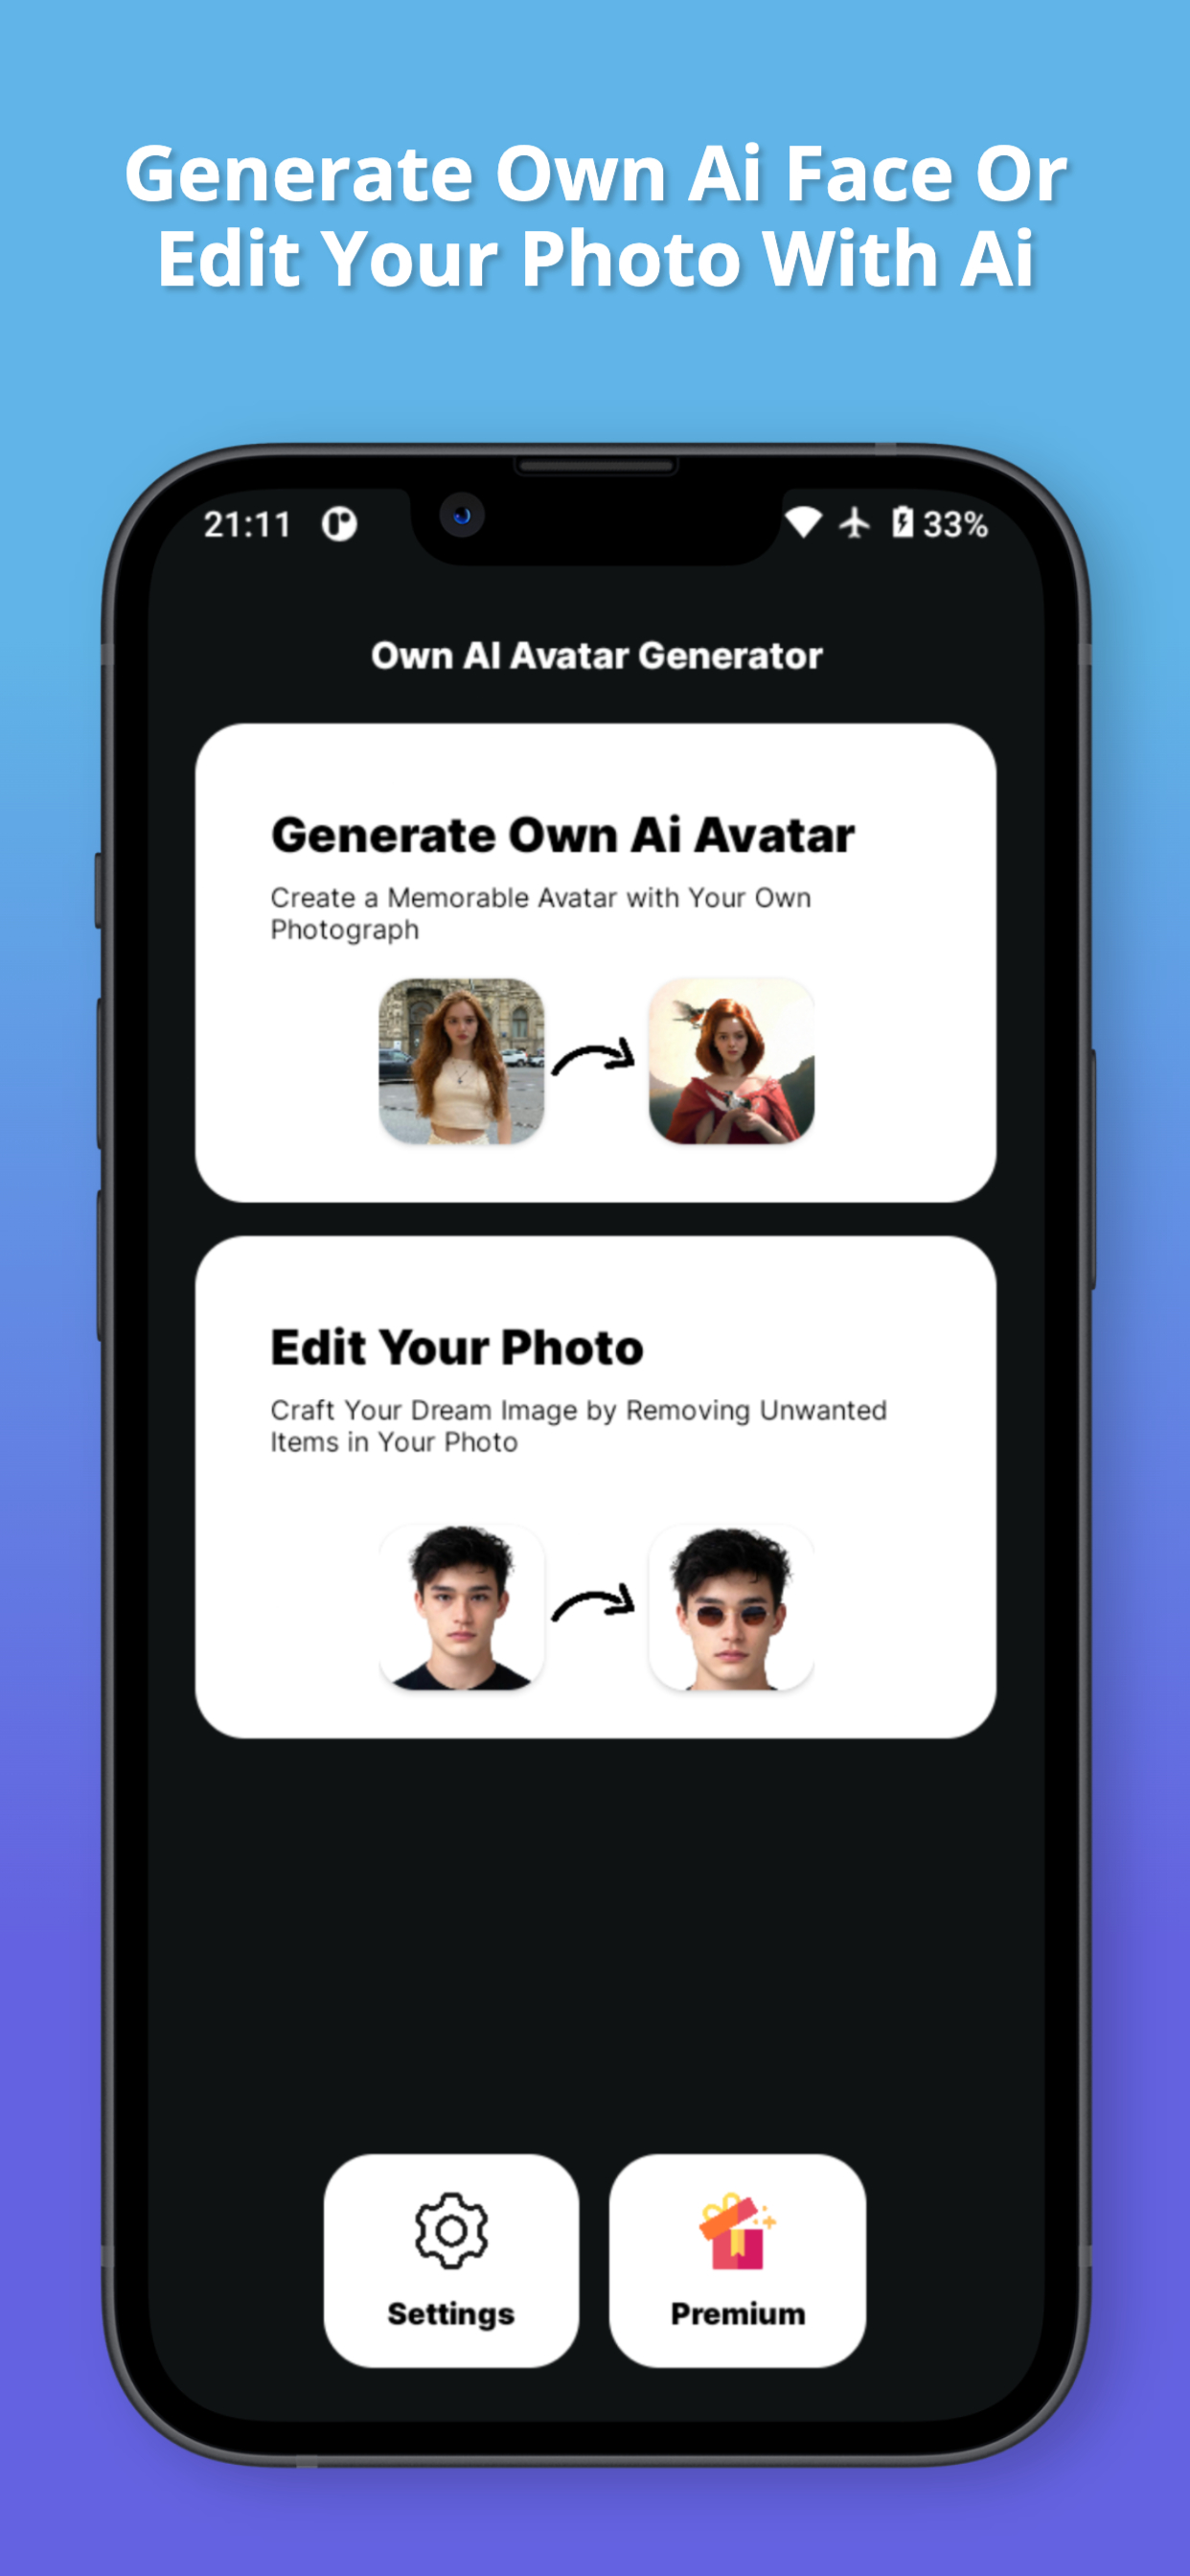 Generate Own Ai Face Or
Edit Your Photo With Ai
21:11
33%
Own AI Avatar Generator
Generate Own Ai Avatar
Create a Memorable Avatar with Your Own
Photograph
Edit Your Photo
Craft Your Dream Image by Removing Unwanted
Items in Your Photo
Settings
Premium